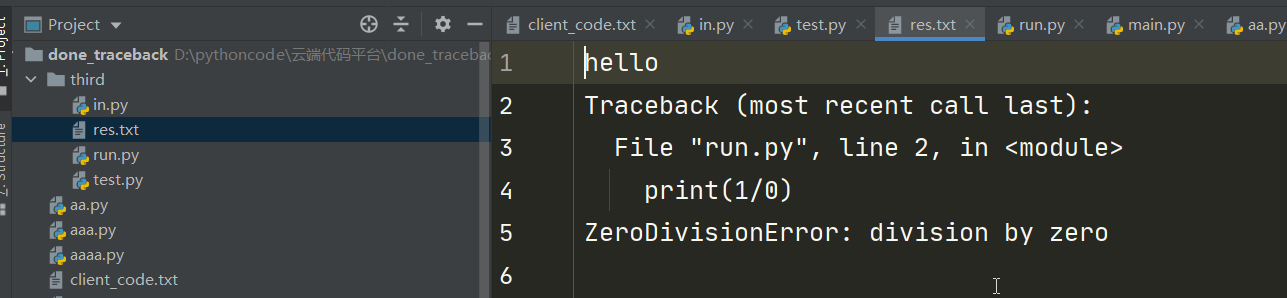 Project
client_code.txt
in.py
test.py
res.txt
run.py
main.py
aa.py
1: Project
done_traceback D:\pythoncode\云端代码平台\done_tracebac
third
in.py
res.txt
run.py
test.py
aa.py
aaa.py
aaaa.py
client_code.txt
Z: Structure
1 hello
2 Traceback (most recent call last):
3 File "run.py", line 2, in <module>
4 print(1/0)
5 ZeroDivisionError: division by zero
6